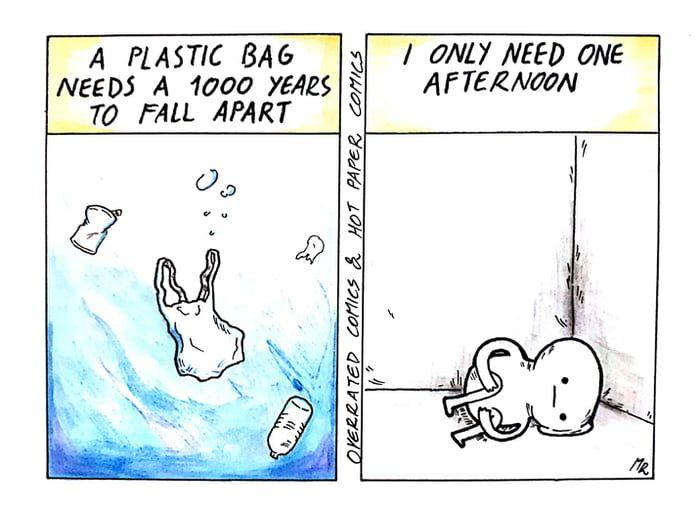 A PLASTIC BAG
NEEDS A 1000 YEARS
TO FALL APART
OVERRATED COMICS & HOT PAPER COMICS
I ONLY NEED ONE
AFTERNOON
MR